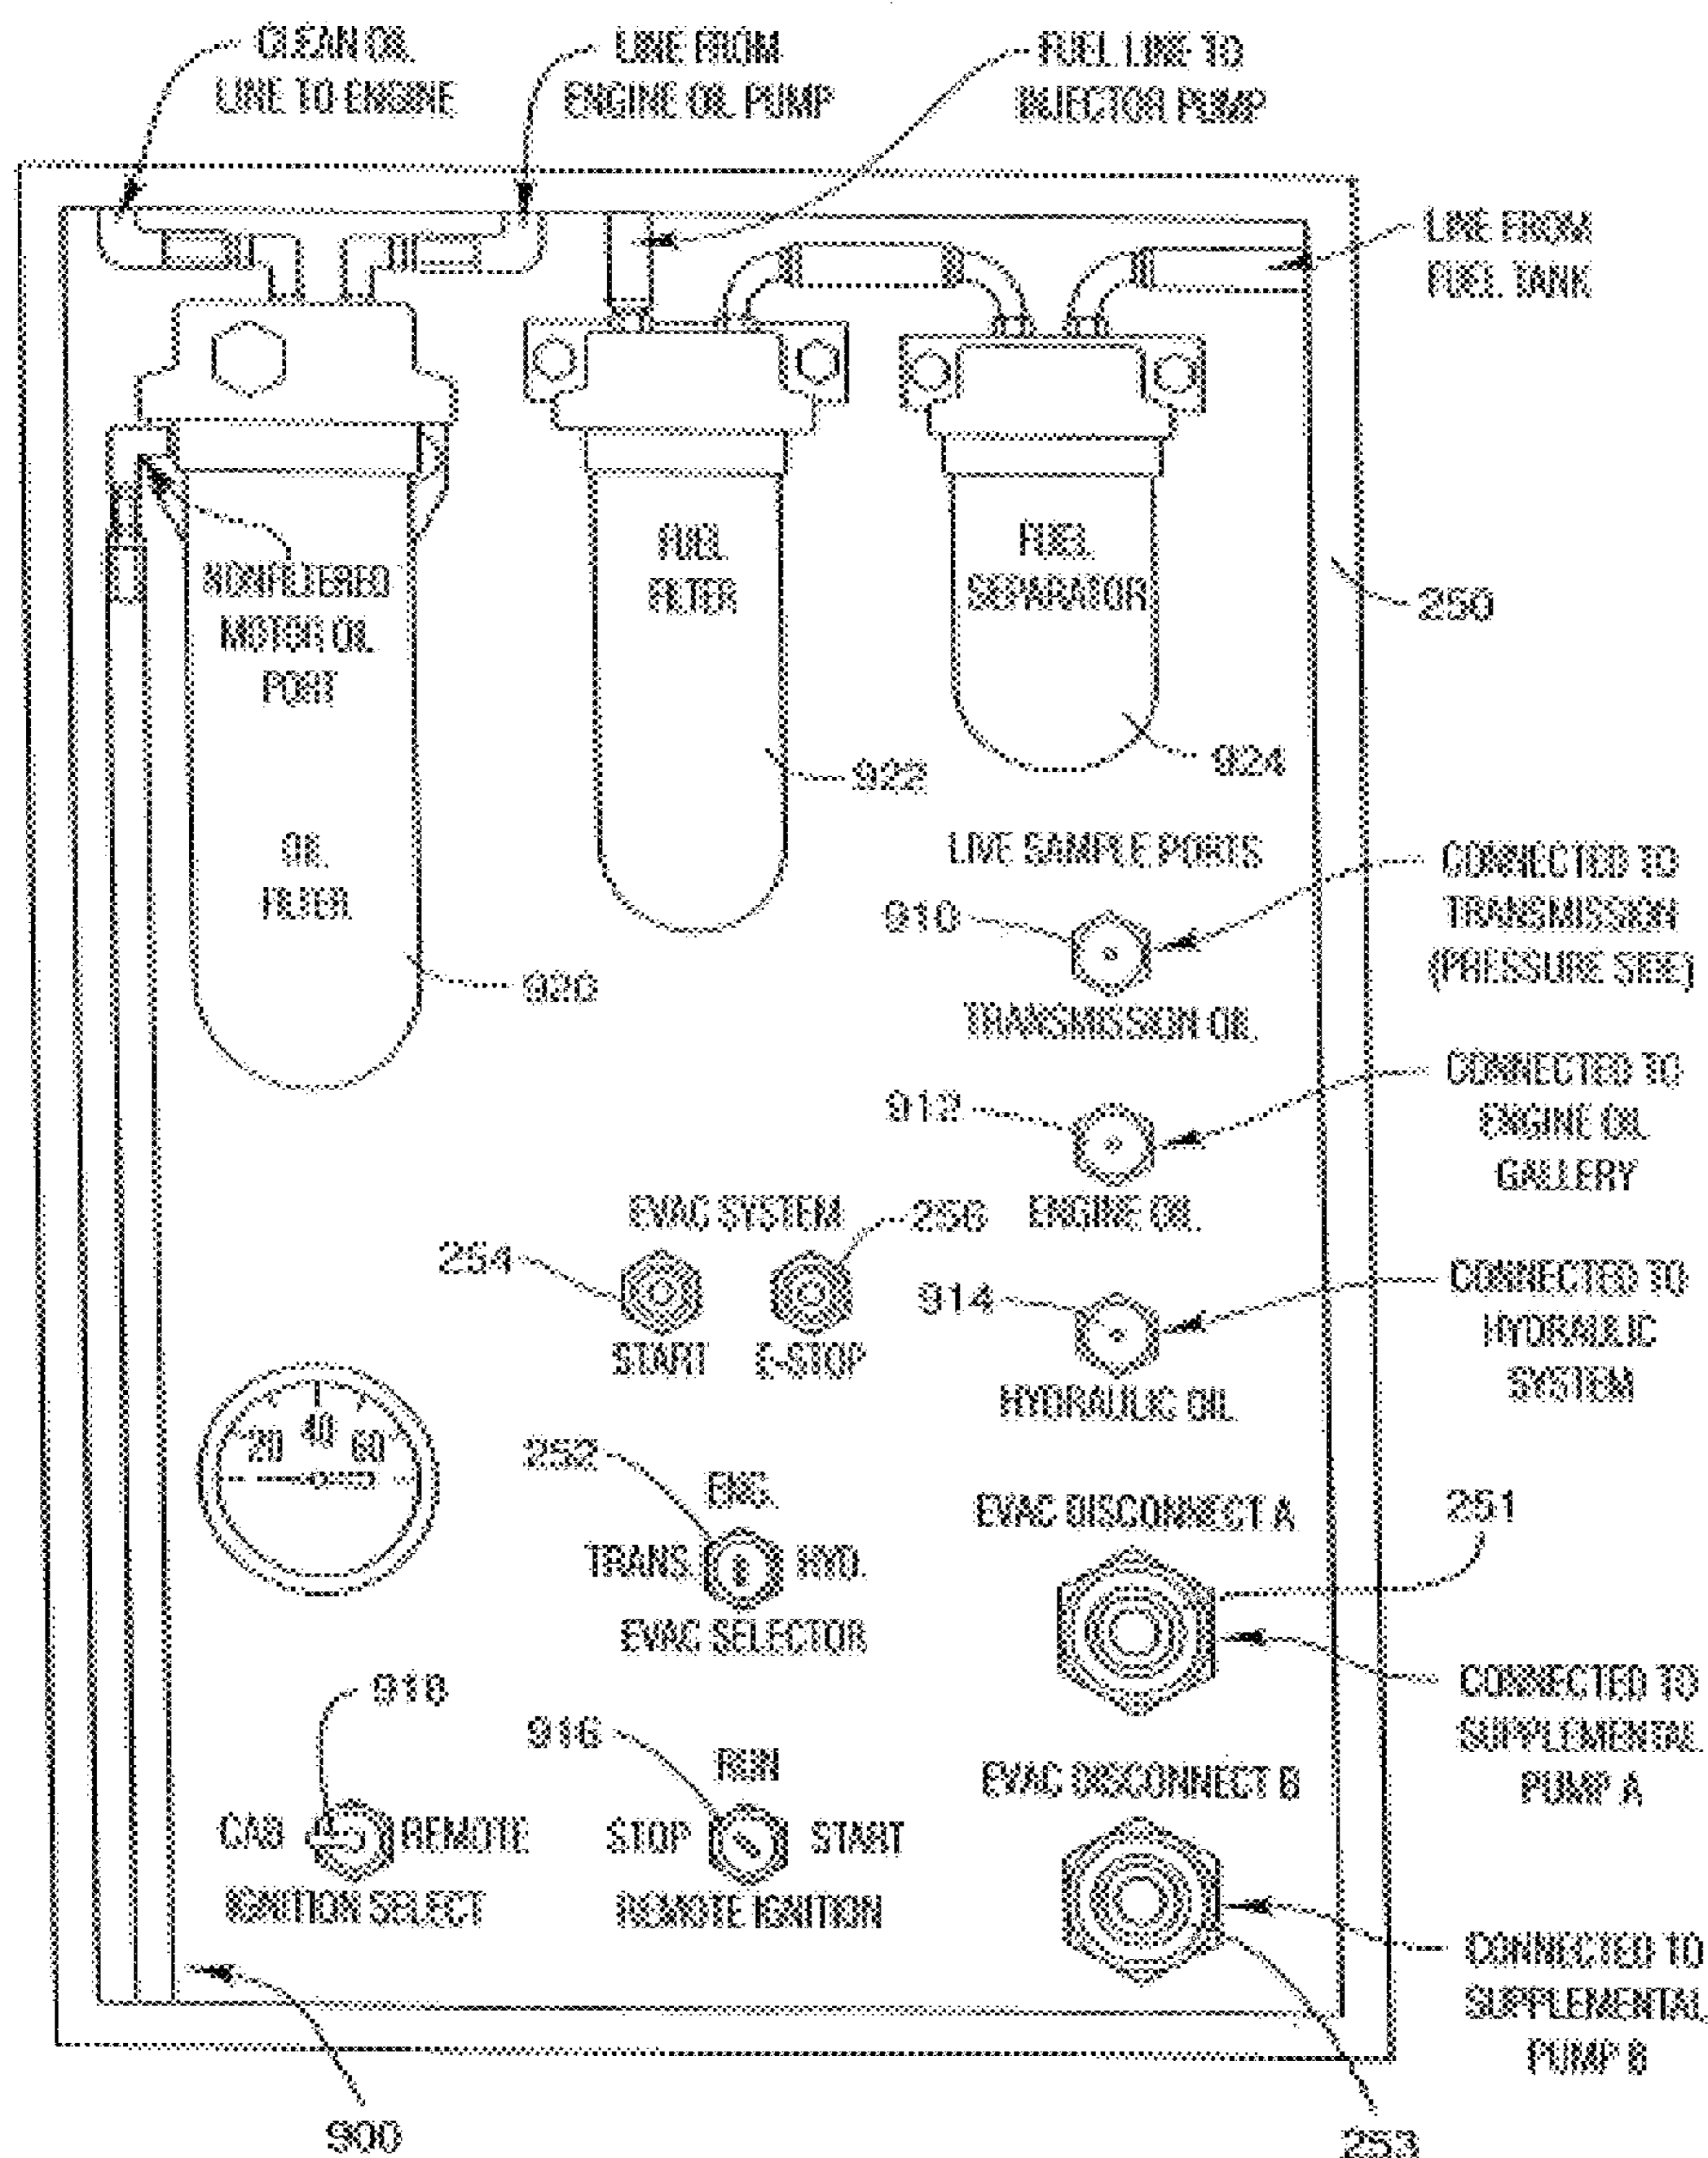 CLEAN OIL
LINE TO ENGINE
LINE FROM
ENGINE OIL PUMP
FUEL LINE TO
INJECTOR PUMP
LINE FROM
FUEL TANK
NONFILTERED
MOTOR OIL
PORT
OIL
FILTER
920
FUEL
FILTER
922
FUEL
SEPARATOR
924
250
LIVE SAMPLE PORTS
910
TRANSMISSION OIL
CONNECTED TO
TRANSMISSION
(PRESSURE SIDE)
912
ENGINE OIL
CONNECTED TO
ENGINE OIL
GALLERY
EVAC SYSTEM
254
256
START
E-STOP
914
HYDRAULIC OIL
CONNECTED TO
HYDRAULIC
SYSTEM
20 40 60
252
ENG.
TRANS. HYD.
EVAC SELECTOR
EVAC DISCONNECT A
251
CONNECTED TO
SUPPLEMENTAL
PUMP A
918
CAB REMOTE
IGNITION SELECT
916
RUN
STOP START
REMOTE IGNITION
EVAC DISCONNECT B
CONNECTED TO
SUPPLEMENTAL
PUMP B
900
253